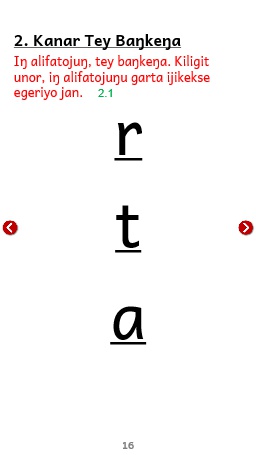 2. Kanar Tey Baŋkeŋa
Iŋ alifatojuŋ, tey baŋkeŋa. Kiligit
unor, iŋ alifatojuŋu garta ijikekse
egeriyo jan. 2.1
r
t
a
16